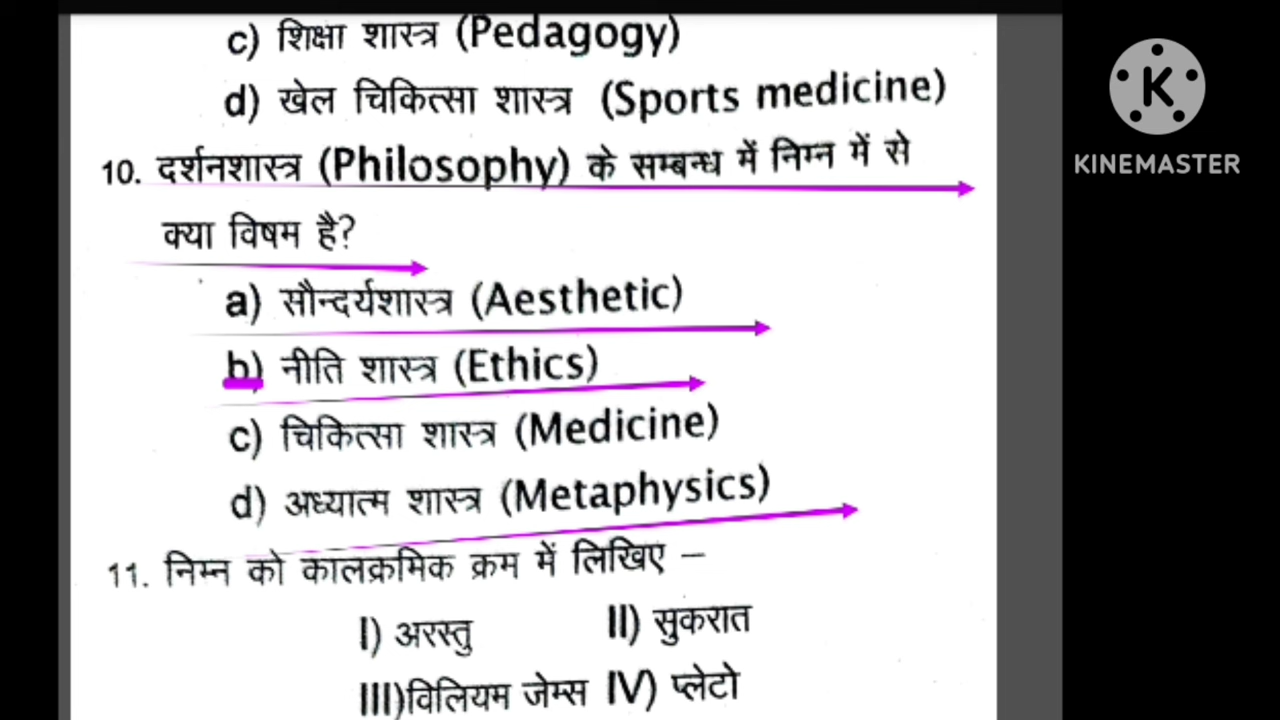 c) शिक्षा शास्त्र (Pedagogy)
d) खेल चिकित्सा शास्त्र (Sports medicine)
10. दर्शनशास्त्र (Philosophy) के सम्बन्ध में निम्न में से
क्या विषम है?
a) सौन्दर्यशास्त्र (Aesthetic)
b) नीति शास्त्र (Ethics)
c) चिकित्सा शास्त्र (Medicine)
d) अध्यात्म शास्त्र (Metaphysics)
11. निम्न को कालक्रमिक क्रम में लिखिए –
I) अरस्तु II) सुकरात
III)विलियम जेम्स IV) प्लेटो
K
KINEMASTER